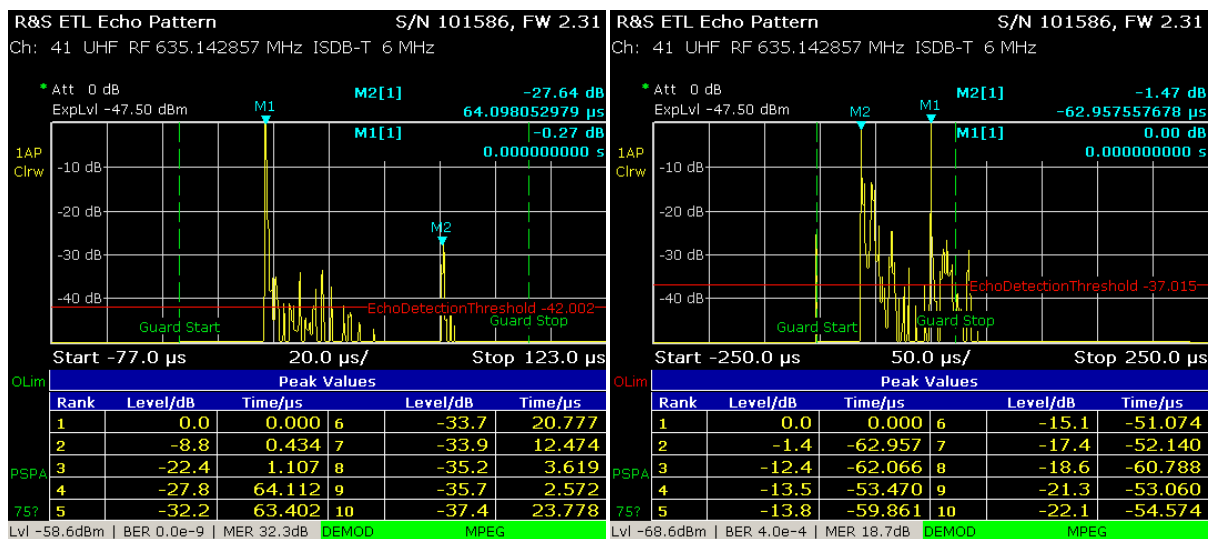 R&S ETL Echo Pattern S/N 101586, FW 2.31
Ch: 41 UHF RF 635.142857 MHz ISDB-T 6 MHz
* Att 0 dB M2[1] -27.64 dB
ExpLvl -47.50 dBm M1 64.098052979 µs
M1[1] -0.27 dB
1AP 0.000000000 s
Clrw -10 dB
-20 dB
M2
-30 dB
-40 dB EchoDetectionThreshold -42.002
Guard Start Guard Stop
Start -77.0 µs 20.0 µs/ Stop 123.0 µs
OLim Peak Values
Rank Level/dB Time/µs Level/dB Time/µs
1 0.0 0.000 6 -33.7 20.777
2 -8.8 0.434 7 -33.9 12.474
PSPA 3 -22.4 1.107 8 -35.2 3.619
4 -27.8 64.112 9 -35.7 2.572
75? 5 -32.2 63.402 10 -37.4 23.778
Lvl -58.6dBm | BER 0.0e-9 | MER 32.3dB DEMOD MPEG
R&S ETL Echo Pattern S/N 101586, FW 2.31
Ch: 41 UHF RF 635.142857 MHz ISDB-T 6 MHz
* Att 0 dB M2[1] -1.47 dB
ExpLvl -47.50 dBm M2 M1 -62.957557678 µs
M1[1] 0.00 dB
1AP 0.000000000 s
Clrw -10 dB
-20 dB
-30 dB
-40 dB EchoDetectionThreshold -37.015
Guard Start Guard Stop
Start -250.0 µs 50.0 µs/ Stop 250.0 µs
OLim Peak Values
Rank Level/dB Time/µs Level/dB Time/µs
1 0.0 0.000 6 -15.1 -51.074
2 -1.4 -62.957 7 -17.4 -52.140
PSPA 3 -12.4 -62.066 8 -18.6 -60.788
4 -13.5 -53.470 9 -21.3 -53.060
75? 5 -13.8 -59.861 10 -22.1 -54.574
Lvl -68.6dBm | BER 4.0e-4 | MER 18.7dB DEMOD MPEG